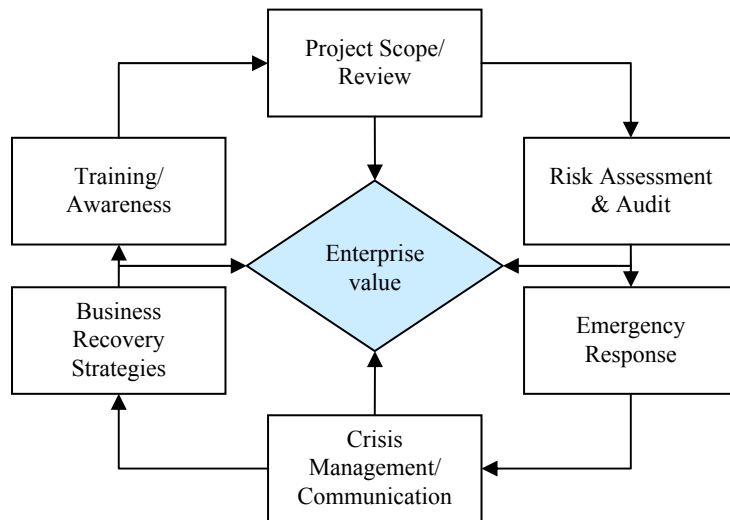 Project Scope/
Review
Training/
Awareness
Risk Assessment
& Audit
Enterprise
value
Business
Recovery
Strategies
Emergency
Response
Crisis
Management/
Communication